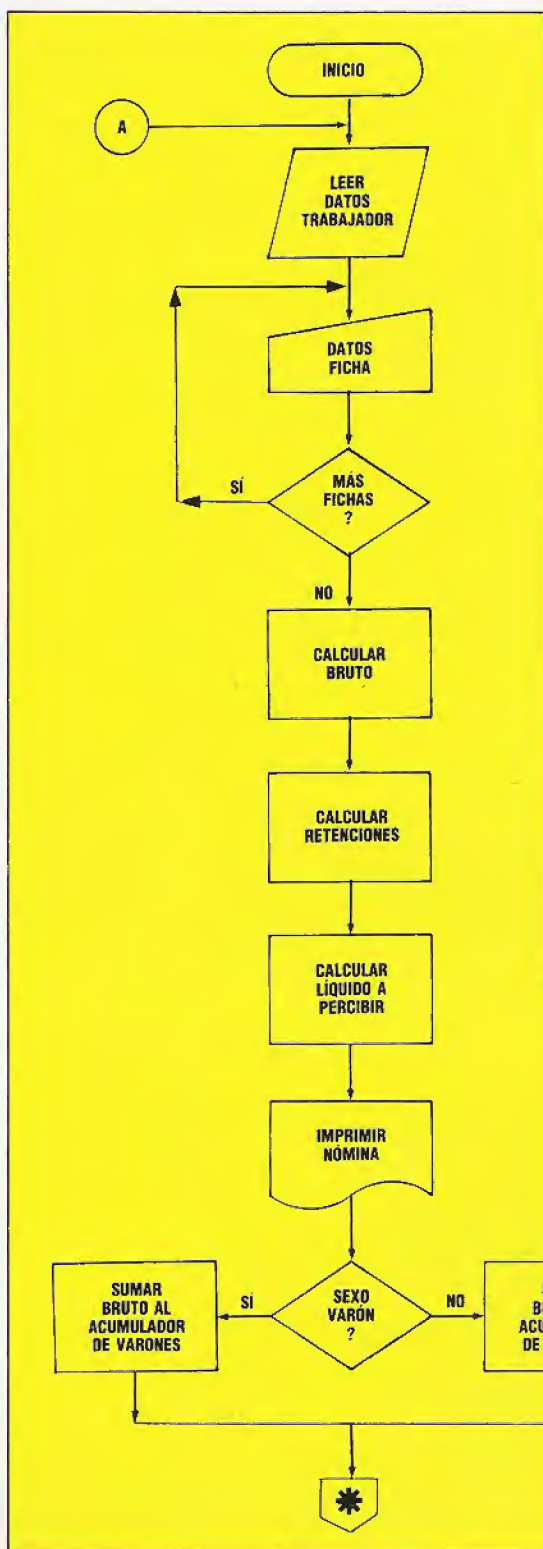 INICIO
A
LEER
DATOS
TRABAJADOR
DATOS
FICHA
SÍ
MÁS
FICHAS
?
NO
CALCULAR
BRUTO
CALCULAR
RETENCIONES
CALCULAR
LÍQUIDO A
PERCIBIR
IMPRIMIR
NÓMINA
SUMAR
BRUTO AL
ACUMULADOR
DE VARONES
SÍ
SEXO
VARÓN
?
NO
DE